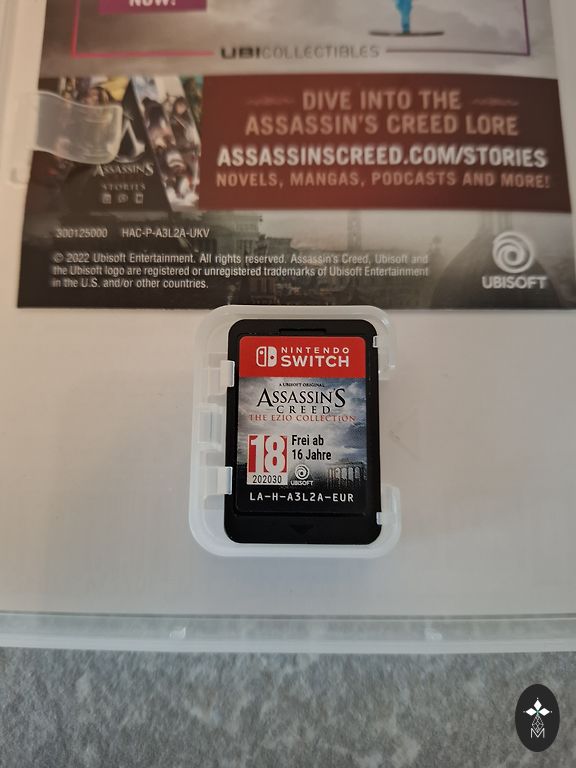 NOW!
UBICOLLECTIBLES
DIVE INTO THE
ASSASSIN'S CREED LORE
ASSASSINSCREED.COM/STORIES
NOVELS, MANGAS, PODCASTS AND MORE!
ASSASSIN'S
STORIES
300125000 HAC-P-A3L2A-UKV
© 2022 Ubisoft Entertainment. All rights reserved. Assassin's Creed, Ubisoft and
the Ubisoft logo are registered or unregistered trademarks of Ubisoft Entertainment
in the U.S. and/or other countries.
UBISOFT
NINTENDO
SWITCH
A UBISOFT ORIGINAL
ASSASSIN'S
CREED
THE EZIO COLLECTION
18
202030
Frei ab
16 Jahre
UBISOFT
LA-H-A3L2A-EUR
M